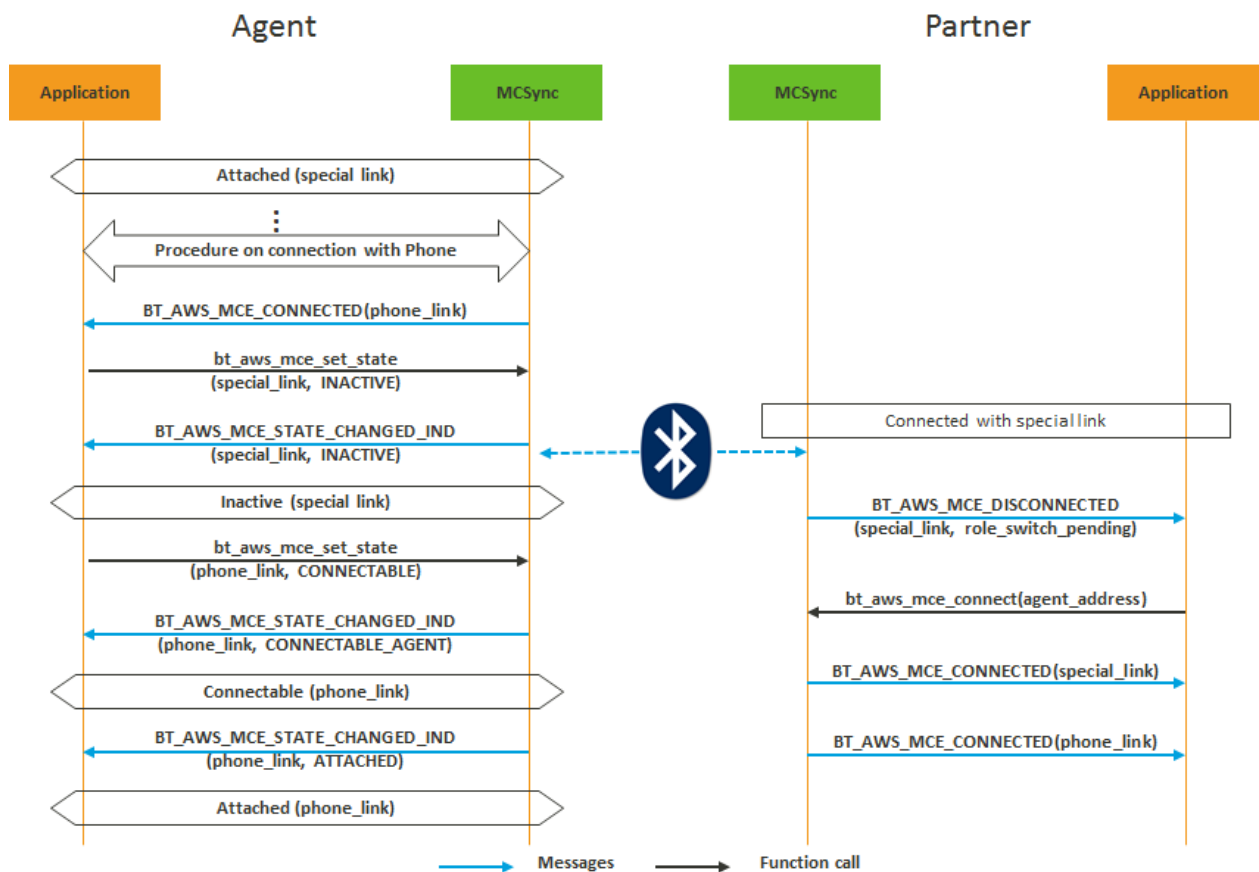 Agent
Partner
Application
MCSync
MCSync
Application
Attached (special link)
Procedure on connection with Phone
BT_AWS_MCE_CONNECTED(phone_link)
bt_aws_mce_set_state
(special_link, INACTIVE)
Connected with special link
BT_AWS_MCE_STATE_CHANGED_IND
(special_link, INACTIVE)
Inactive (special link)
BT_AWS_MCE_DISCONNECTED
(special_link, role_switch_pending)
bt_aws_mce_set_state
(phone_link, CONNECTABLE)
bt_aws_mce_connect(agent_address)
BT_AWS_MCE_STATE_CHANGED_IND
(phone_link, CONNECTABLE_AGENT)
BT_AWS_MCE_CONNECTED(special_link)
Connectable (phone_link)
BT_AWS_MCE_STATE_CHANGED_IND
(phone_link, ATTACHED)
BT_AWS_MCE_CONNECTED(phone_link)
Attached (phone_link)
Messages
Function call